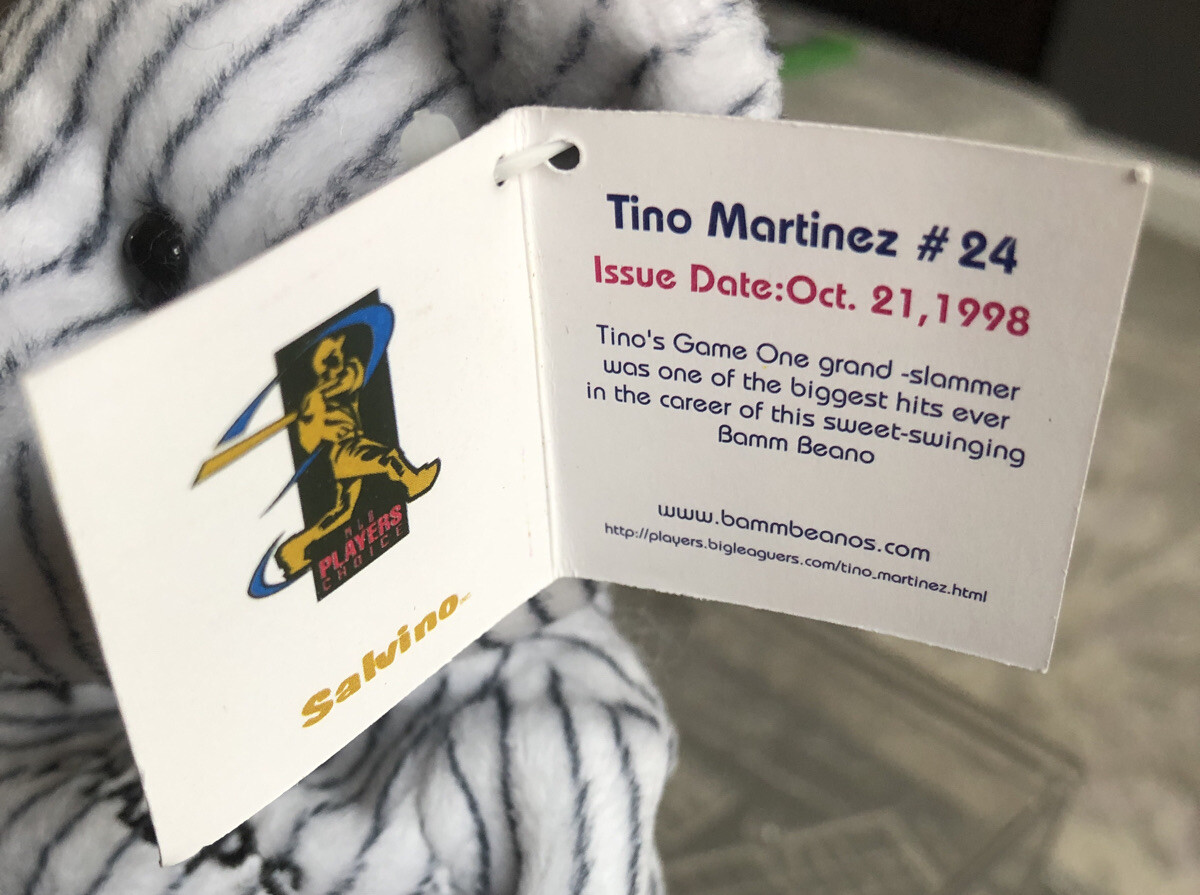 MLB
PLAYERS
CHOICE
Salvino
Tino Martinez #24
Issue Date:Oct. 21,1998
Tino's Game One grand -slammer
was one of the biggest hits ever
in the career of this sweet-swinging
Bamm Beano
www.bammbeanos.com
http://players.bigleaguers.com/tino_martinez.html